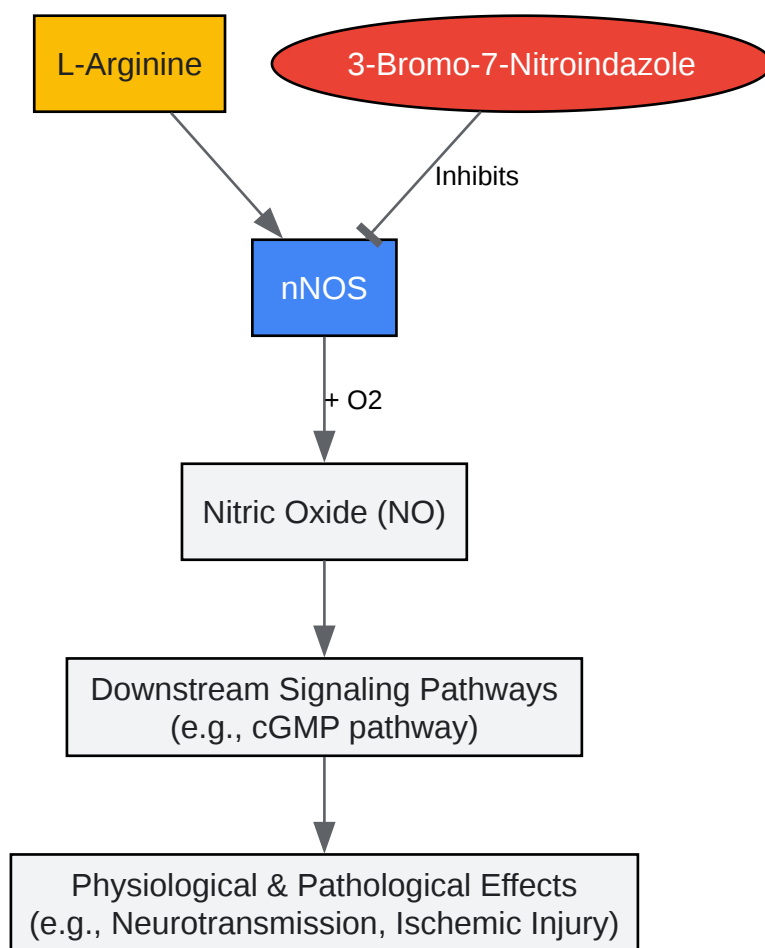 L-Arginine
3-Bromo-7-Nitroindazole
Inhibits
nNOS
+ O2
Nitric Oxide (NO)
Downstream Signaling Pathways
(e.g., cGMP pathway)
Physiological & Pathological Effects
(e.g., Neurotransmission, Ischemic Injury)